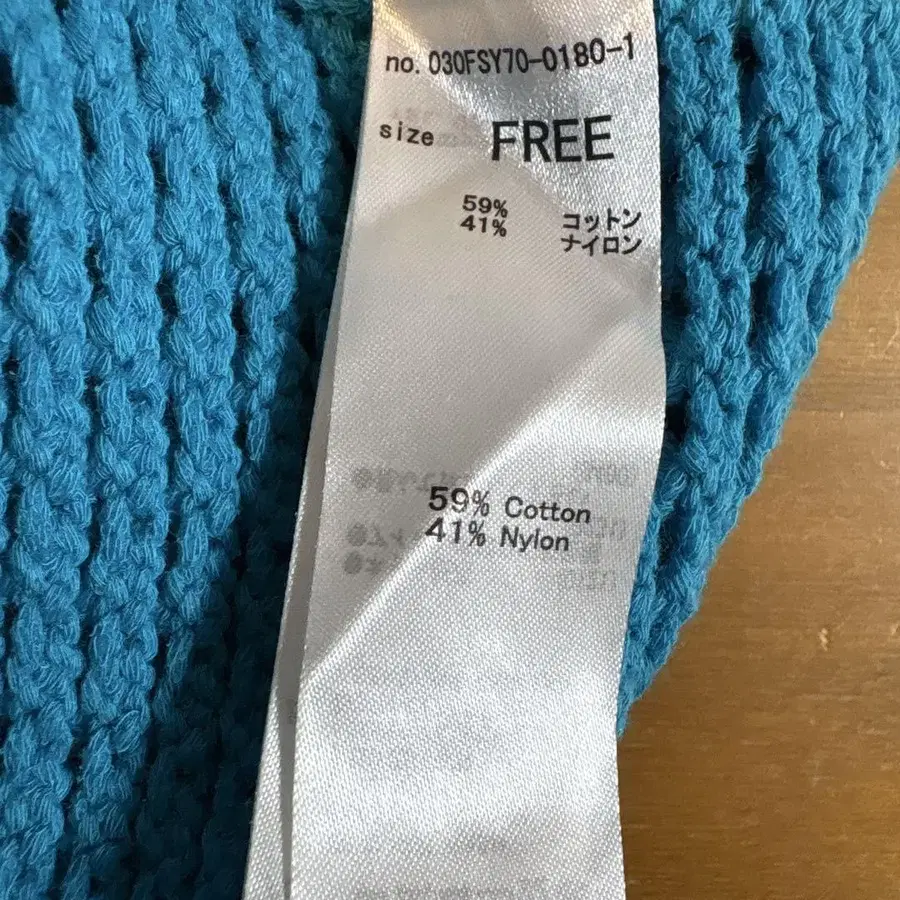 no. 030FSY70-0180-1
size FREE
59% コットン
41% ナイロン
59% Cotton
41% Nylon